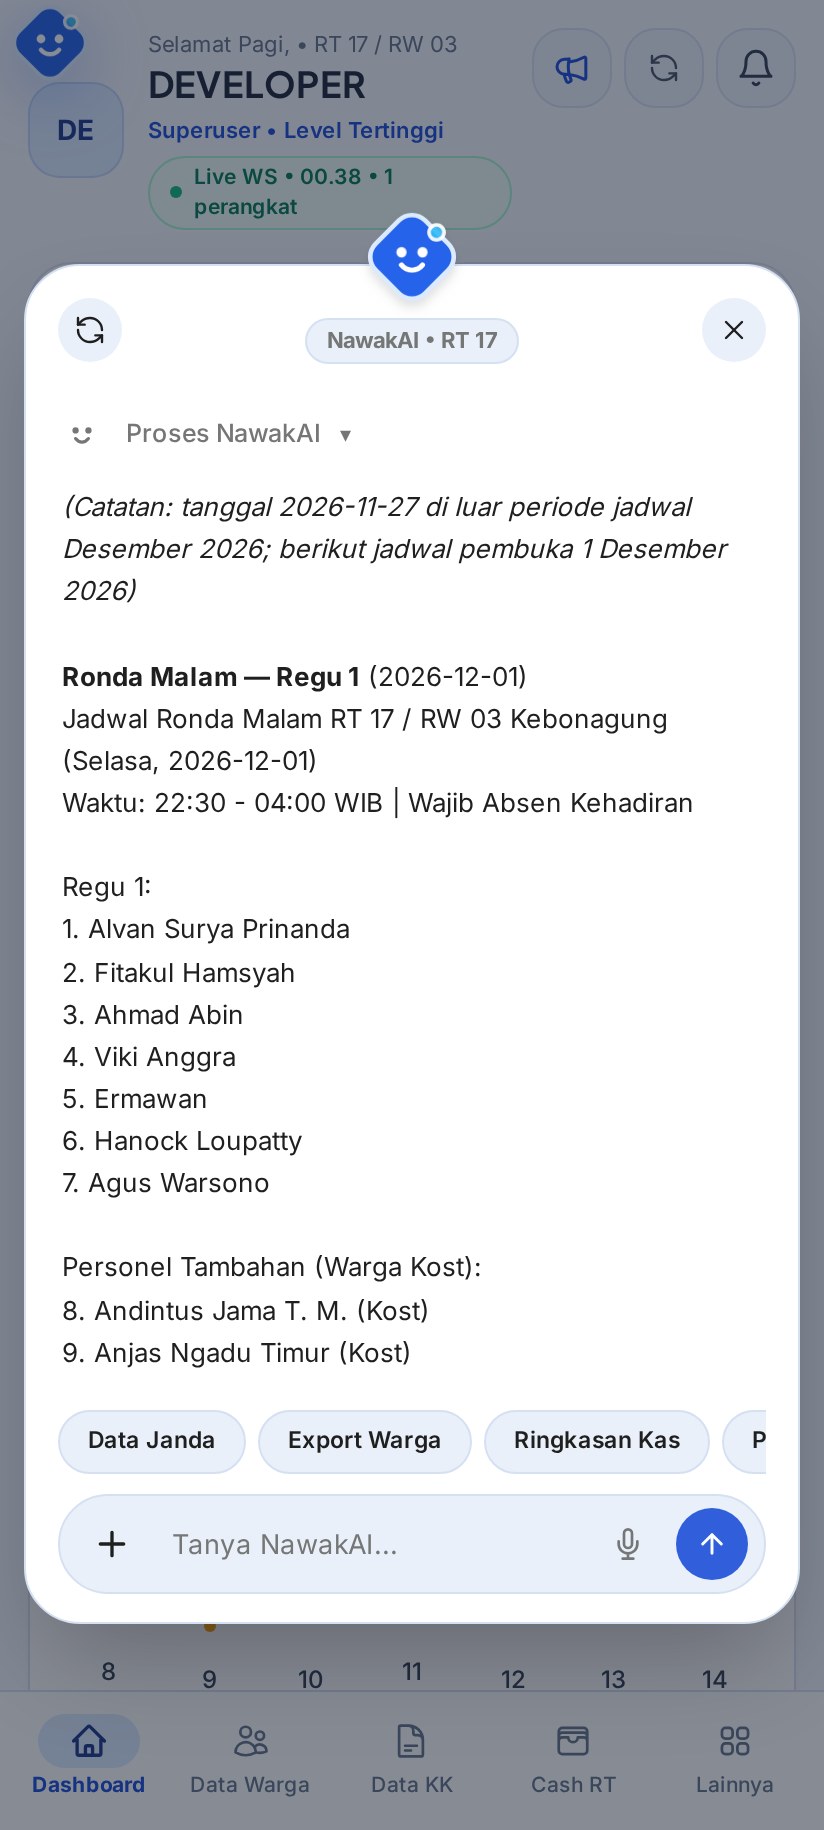 Selamat Pagi, • RT 17 / RW 03
DEVELOPER
DE
Superuser • Level Tertinggi
Live WS • 00.38 • 1
perangkat
NawakAI • RT 17
Proses NawakAI ▾
(Catatan: tanggal 2026-11-27 di luar periode jadwal
Desember 2026; berikut jadwal pembuka 1 Desember
2026)
Ronda Malam — Regu 1 (2026-12-01)
Jadwal Ronda Malam RT 17 / RW 03 Kebonagung
(Selasa, 2026-12-01)
Waktu: 22:30 - 04:00 WIB | Wajib Absen Kehadiran
Regu 1:
1. Alvan Surya Prinanda
2. Fitakul Hamsyah
3. Ahmad Abin
4. Viki Anggra
5. Ermawan
6. Hanock Loupatty
7. Agus Warsono
Personel Tambahan (Warga Kost):
8. Andintus Jama T. M. (Kost)
9. Anjas Ngadu Timur (Kost)
Data Janda Export Warga Ringkasan Kas P
Tanya NawakAI...
8 9 10 11 12 13 14
Dashboard Data Warga Data KK Cash RT Lainnya